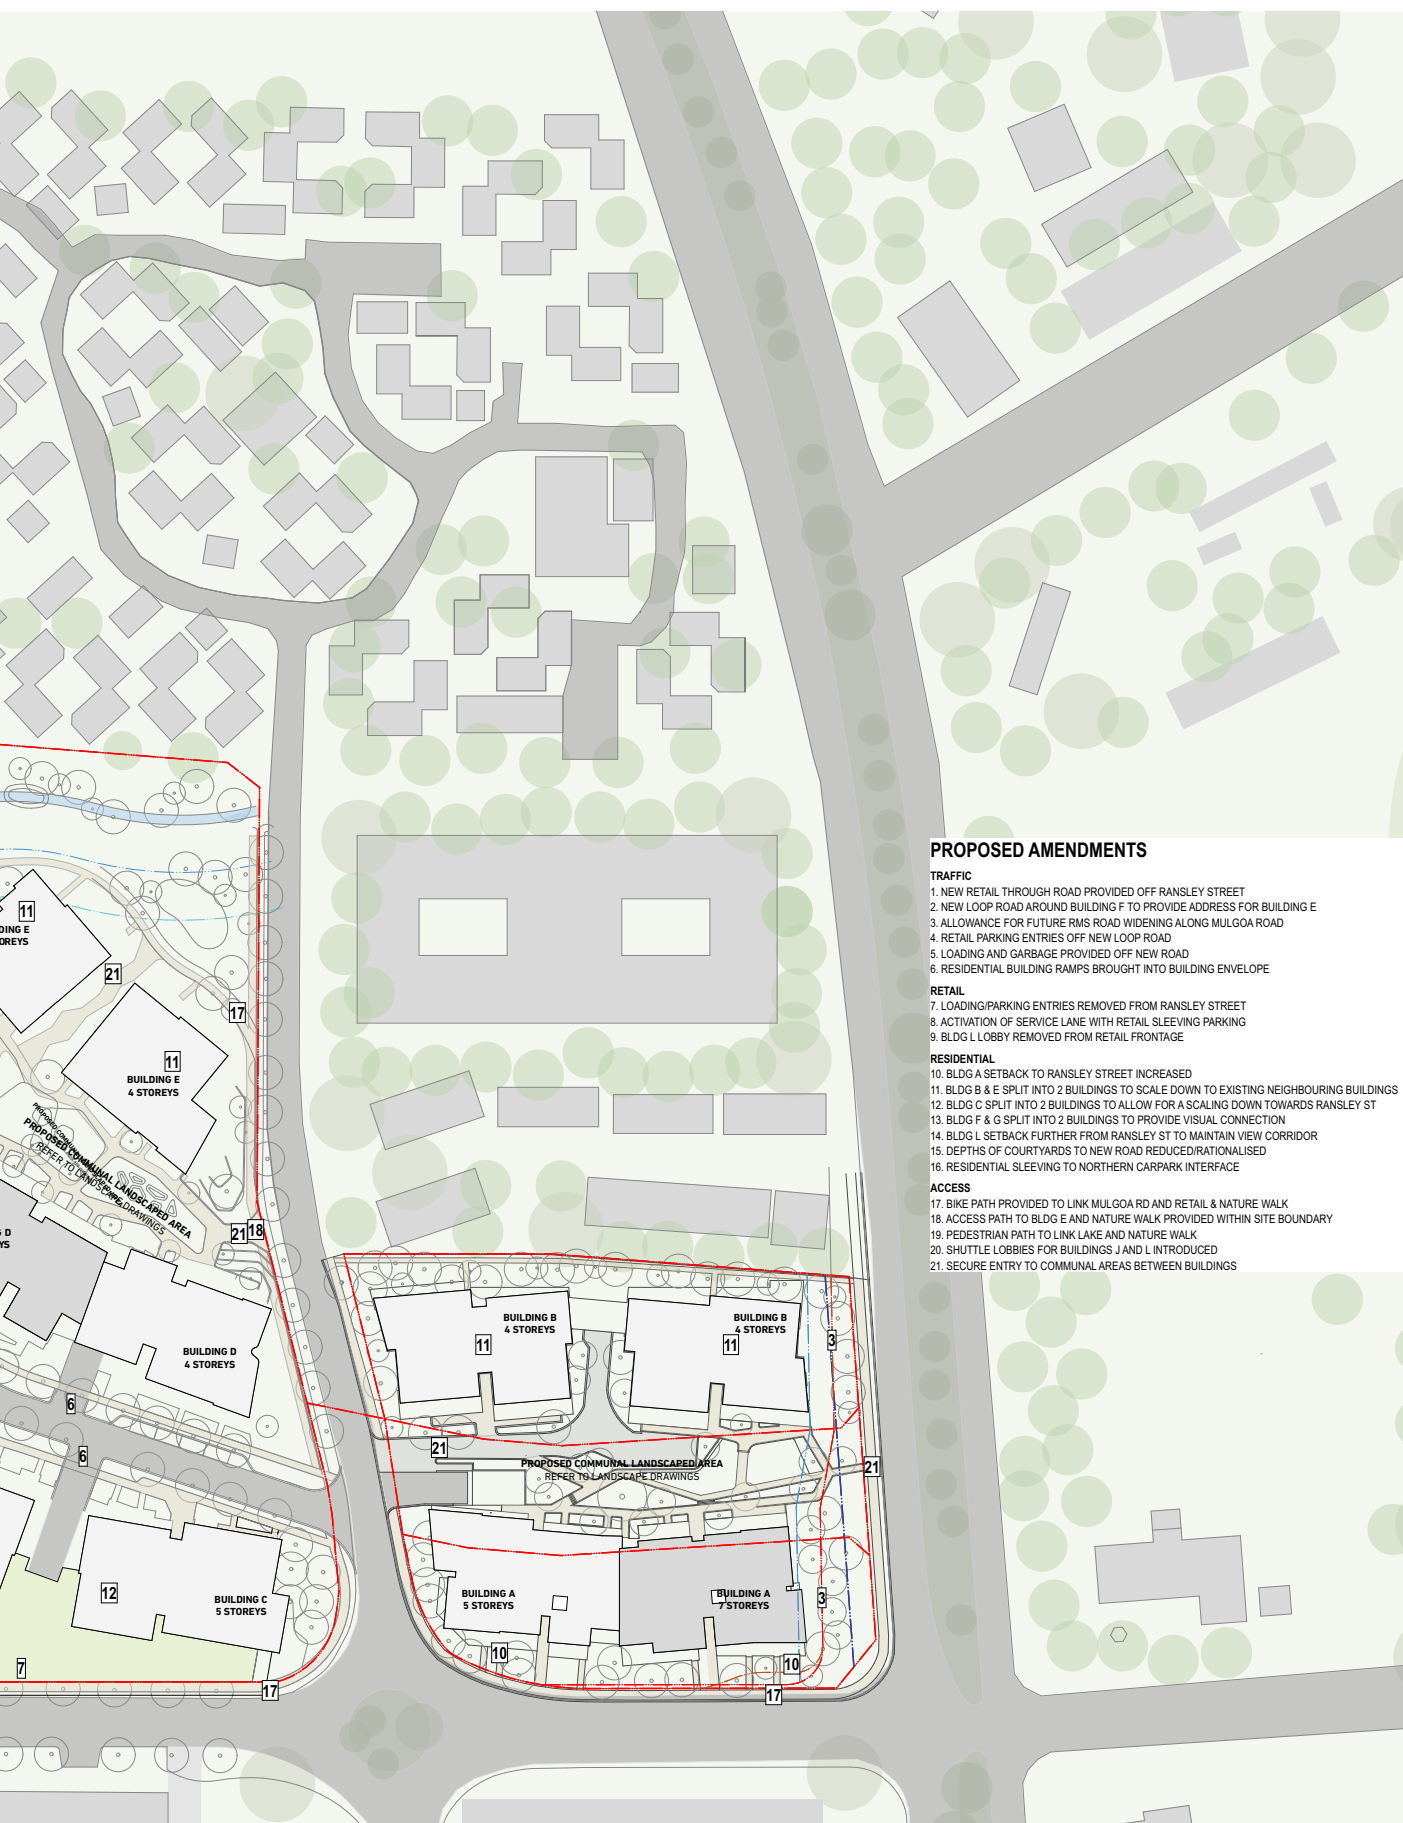 PROPOSED AMENDMENTS
TRAFFIC
1. NEW RETAIL THROUGH ROAD PROVIDED OFF RANSLEY STREET
2. NEW LOOP ROAD AROUND BUILDING F TO PROVIDE ADDRESS FOR BUILDING E
3. ALLOWANCE FOR FUTURE RMS ROAD WIDENING ALONG MULGOA ROAD
4. RETAIL PARKING ENTRIES OFF NEW LOOP ROAD
5. LOADING AND GARBAGE PROVIDED OFF NEW ROAD
6. RESIDENTIAL BUILDING RAMPS BROUGHT INTO BUILDING ENVELOPE
RETAIL
7. LOADING/PARKING ENTRIES REMOVED FROM RANSLEY STREET
8. ACTIVATION OF SERVICE LANE WITH RETAIL SLEEVING PARKING
9. BLDG L LOBBY REMOVED FROM RETAIL FRONTAGE
RESIDENTIAL
10. BLDG A SETBACK TO RANSLEY STREET INCREASED
11. BLDG B & E SPLIT INTO 2 BUILDINGS TO SCALE DOWN TO EXISTING NEIGHBOURING BUILDINGS
12. BLDG C SPLIT INTO 2 BUILDINGS TO ALLOW FOR A SCALING DOWN TOWARDS RANSLEY ST
13. BLDG F & G SPLIT INTO 2 BUILDINGS TO PROVIDE VISUAL CONNECTION
14. BLDG L SETBACK FURTHER FROM RANSLEY ST TO MAINTAIN VIEW CORRIDOR
15. DEPTHS OF COURTYARDS TO NEW ROAD REDUCED/RATIONALISED
16. RESIDENTIAL SLEEVING TO NORTHERN CARPARK INTERFACE
ACCESS
17. BIKE PATH PROVIDED TO LINK MULGOA RD AND RETAIL & NATURE WALK
18. ACCESS PATH TO BLDG E AND NATURE WALK PROVIDED WITHIN SITE BOUNDARY
19. PEDESTRIAN PATH TO LINK LAKE AND NATURE WALK
20. SHUTTLE LOBBIES FOR BUILDINGS J AND L INTRODUCED
21. SECURE ENTRY TO COMMUNAL AREAS BETWEEN BUILDINGS
11
DING E
OREYS
21
17
11
BUILDING E
4 STOREYS
PROPOSED COMMUNAL LANDSCAPED AREA
REFER TO LANDSCAPE DRAWINGS
21
18
D
YS
BUILDING D
4 STOREYS
6
6
12
BUILDING C
5 STOREYS
7
17
BUILDING B
4 STOREYS
11
BUILDING B
4 STOREYS
11
3
21
PROPOSED COMMUNAL LANDSCAPED AREA
REFER TO LANDSCAPE DRAWINGS
21
BUILDING A
5 STOREYS
BUILDING A
7 STOREYS
3
10
10
17